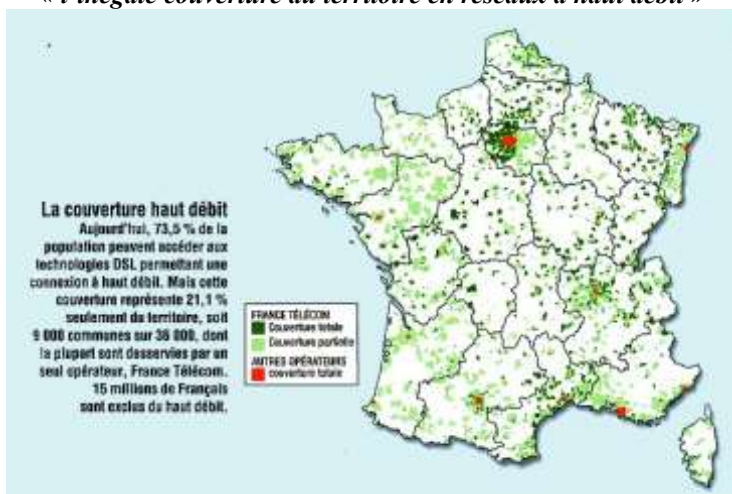 « l'inégale couverture du territoire en réseaux à haut débit »
La couverture haut débit
Aujourd'hui, 73,5 % de la
population peuvent accéder aux
technologies DSL permettant une
connexion à haut débit. Mais cette
couverture représente 21,1 %
seulement du territoire, soit
9 000 communes sur 36 000, dont
la plupart sont desservies par un
seul opérateur, France Télécom.
15 millions de Français
sont exclus du haut débit.
FRANCE TÉLÉCOM
Couverture totale
Couverture partielle
AUTRES OPÉRATEURS
couverture totale